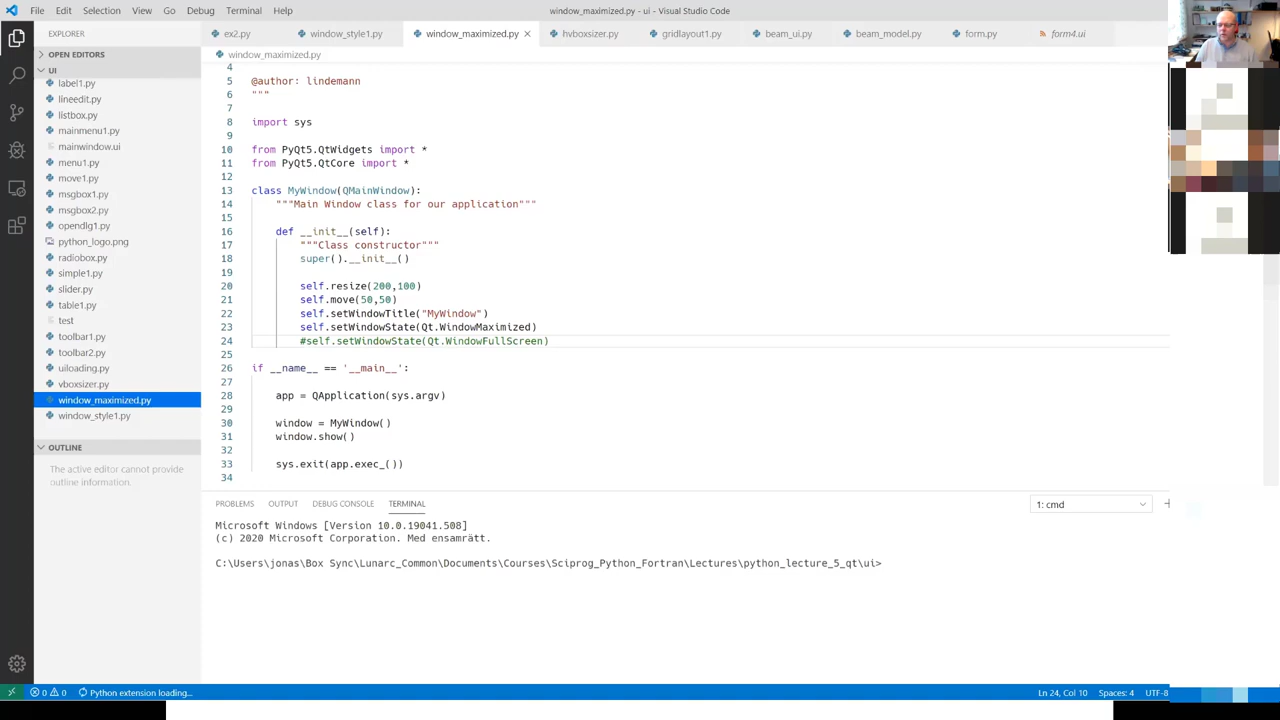 File Edit Selection View Go Debug Terminal Help
window_maximized.py - ui - Visual Studio Code
EXPLORER
ex2.py
window_style1.py
window_maximized.py
hvboxsizer.py
gridlayout1.py
beam_ui.py
beam_model.py
form.py
form4.ui
OPEN EDITORS
UI
label1.py
lineedit.py
listbox.py
mainmenu1.py
mainwindow.ui
menu1.py
move1.py
msgbox1.py
msgbox2.py
opendlg1.py
python_logo.png
radiobox.py
simple1.py
slider.py
table1.py
test
toolbar1.py
toolbar2.py
uiloading.py
vboxsizer.py
window_maximized.py
window_style1.py
OUTLINE
The active editor cannot provide
outline information.
window_maximized.py
4
5 @author: lindemann
6 """
7
8 import sys
9
10 from PyQt5.QtWidgets import *
11 from PyQt5.QtCore import *
12
13 class MyWindow(QMainWindow):
14 """Main Window class for our application"""
15
16 def __init__(self):
17 """Class constructor"""
18 super().__init__()
19
20 self.resize(200,100)
21 self.move(50,50)
22 self.setWindowTitle("MyWindow")
23 self.setWindowState(Qt.WindowMaximized)
24 #self.setWindowState(Qt.WindowFullScreen)
25
26 if __name__ == '__main__':
27
28 app = QApplication(sys.argv)
29
30 window = MyWindow()
31 window.show()
32
33 sys.exit(app.exec_())
34
PROBLEMS OUTPUT DEBUG CONSOLE TERMINAL
1: cmd
Microsoft Windows [Version 10.0.19041.508]
(c) 2020 Microsoft Corporation. Med ensamrätt.
C:\Users\jonas\Box Sync\Lunarc_Common\Documents\Courses\Sciprog_Python_Fortran\Lectures\python_lecture_5_qt\ui>
0 0 Python extension loading...
Ln 24, Col 10 Spaces: 4 UTF-8